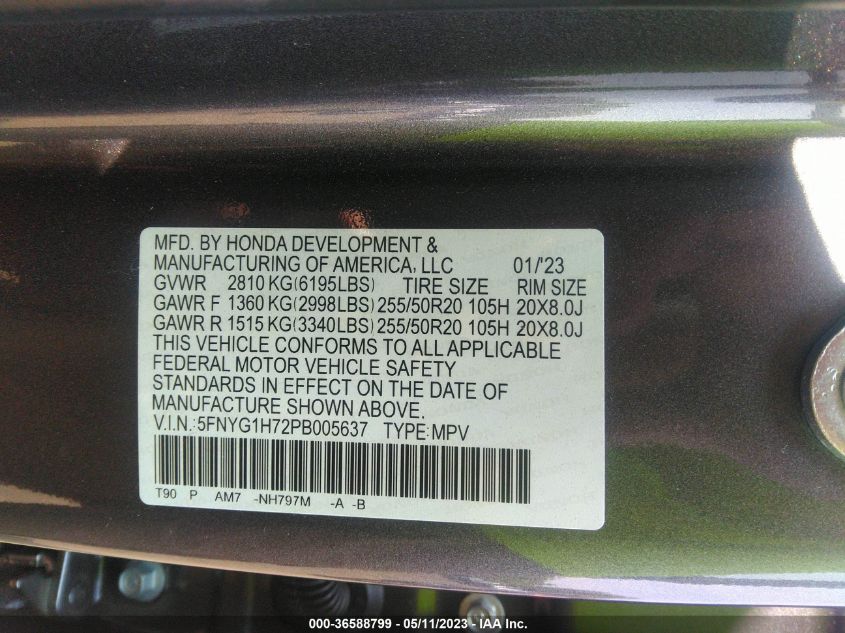 MFD. BY HONDA DEVELOPMENT &
MANUFACTURING OF AMERICA, LLC 01/'23
GVWR 2810 KG(6195LBS) TIRE SIZE RIM SIZE
GAWR F 1360 KG(2998LBS) 255/50R20 105H 20X8.0J
GAWR R 1515 KG(3340LBS) 255/50R20 105H 20X8.0J
THIS VEHICLE CONFORMS TO ALL APPLICABLE
FEDERAL MOTOR VEHICLE SAFETY
STANDARDS IN EFFECT ON THE DATE OF
MANUFACTURE SHOWN ABOVE.
V.I.N.: 5FNYG1H72PB005637 TYPE:MPV
T90 P AM7 -NH797M -A -B
000-36588799 - 05/11/2023 - IAA Inc.